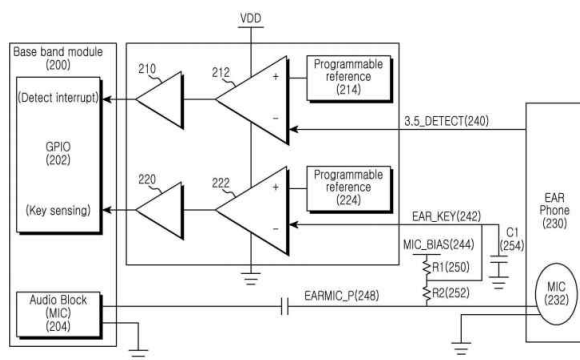 VDD
Base band module
(200)
210
212
Programmable
reference
(214)
+
−
(Detect interrupt)
3.5_DETECT(240)
GPIO
(202)
220
222
Programmable
reference
(224)
+
−
(Key sensing)
EAR_KEY(242)
EAR
Phone
(230)
C1
(254)
MIC_BIAS(244)
R1(250)
R2(252)
MIC
(232)
Audio Block
(MIC)
(204)
EARMIC_P(248)